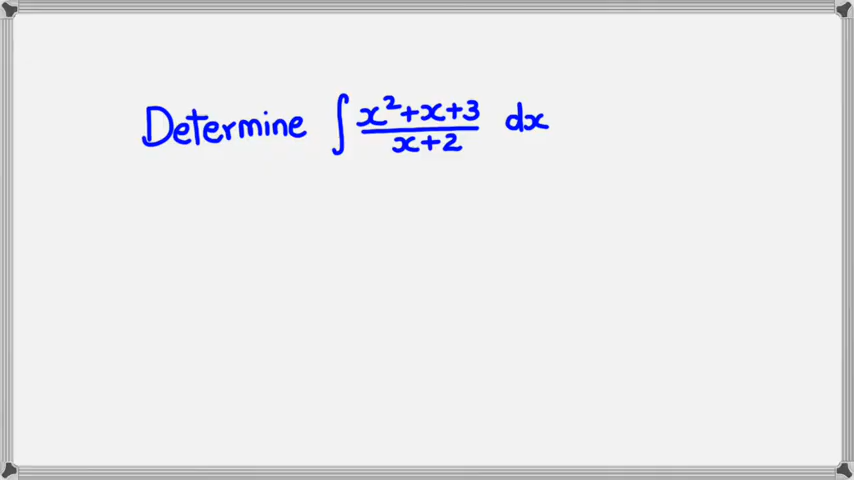 Determine ∫ (x²+x+3)/(x+2) dx